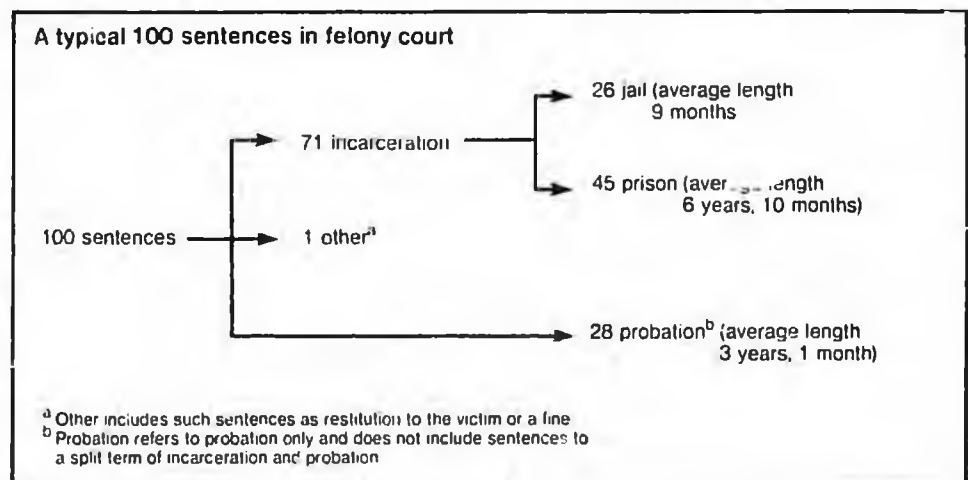 A typical 100 sentences in felony court
26 jail (average length
9 months
71 incarceration
45 prison length
6 years, 10 months)
100 sentences
1 other^a
28 probation^b (average length
3 years, 1 month)
^a Other includes such sentences as restitution to the victim or a fine
^b Probation refers to probation only and does not include sentences to
a split term of incarceration and probation